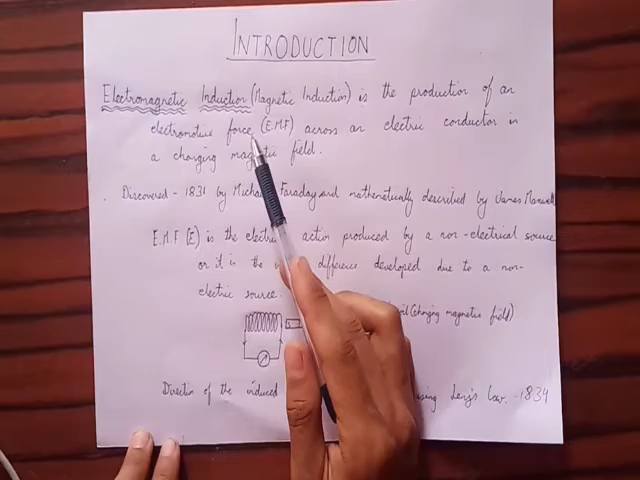 INTRODUCTION
Electromagnetic Induction (Magnetic Induction) is the production of an
electromotive force (E.M.F) across an electric conductor in
a changing magnetic field.
Discovered - 1831 by Michael Faraday and mathematically described by James Maxwell
E.M.F (E) is the electric action produced by a non-electrical source
or it is the difference developed due to a non-
electric source.
coil (changing magnetic field)
Direction of the induced using Lenz's law. - 1834